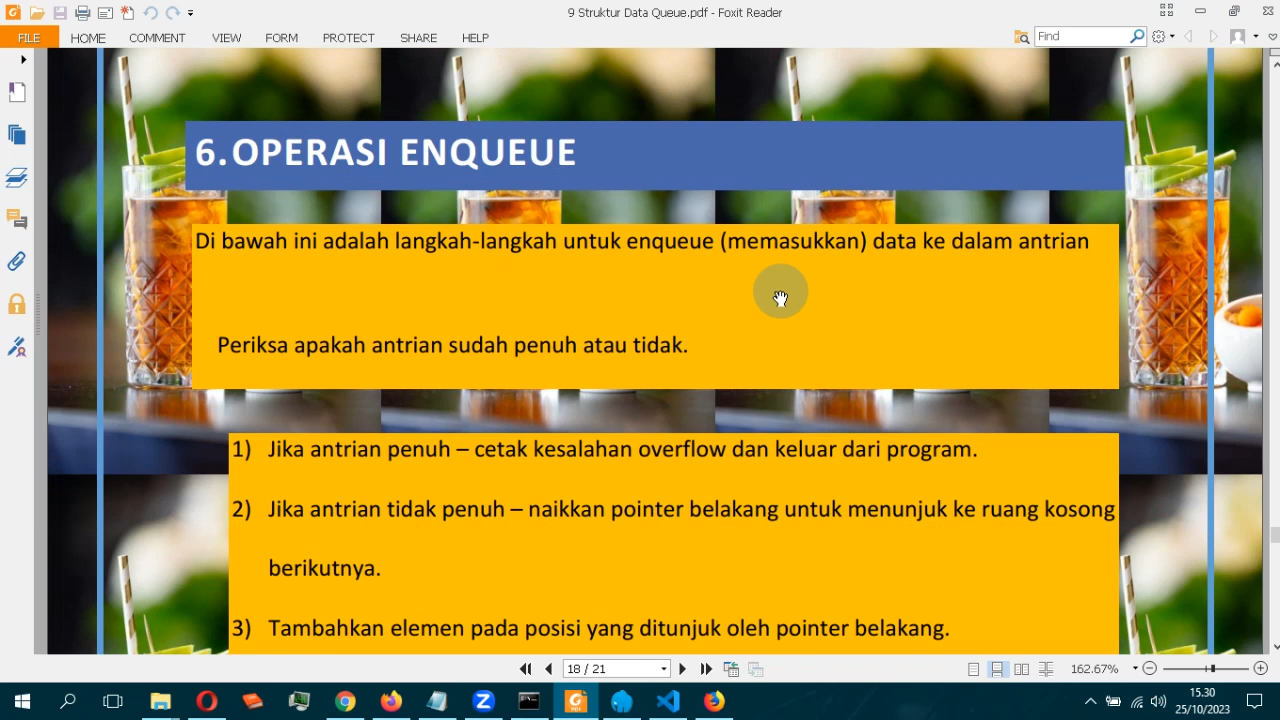 9 Struktur Data Queue.pdf - Foxit Reader
FILE HOME COMMENT VIEW FORM PROTECT SHARE HELP
Find
6.OPERASI ENQUEUE
Di bawah ini adalah langkah-langkah untuk enqueue (memasukkan) data ke dalam antrian
Periksa apakah antrian sudah penuh atau tidak.
1) Jika antrian penuh – cetak kesalahan overflow dan keluar dari program.
2) Jika antrian tidak penuh – naikkan pointer belakang untuk menunjuk ke ruang kosong
berikutnya.
3) Tambahkan elemen pada posisi yang ditunjuk oleh pointer belakang.
18 / 21
162.67%
15.30
25/10/2023